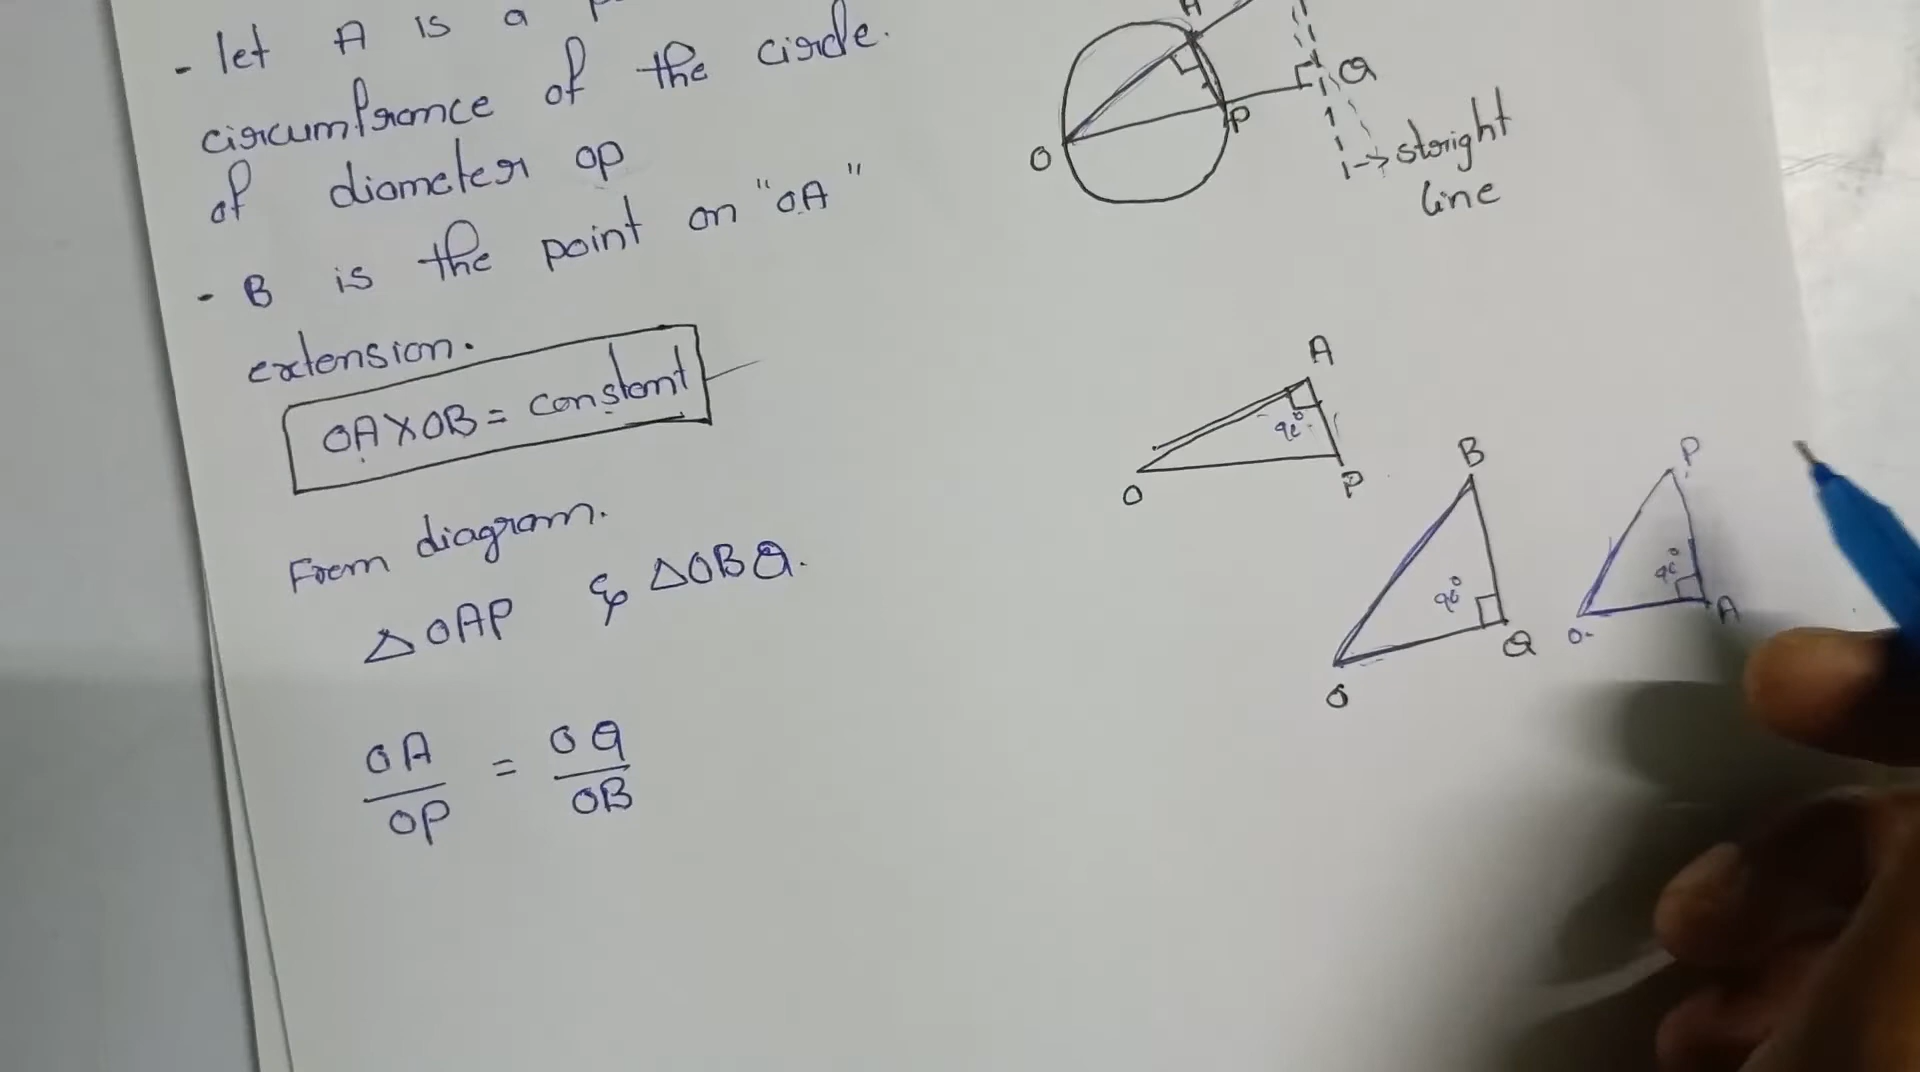 - let A is a
circumfrance of the circle.
of diameter OP
- B is the point on "OA"
extension.
OA X OB = constant
From diagram.
△OAP & △OBQ.
OA/OP = OQ/OB
A
O
P
Q
straight
line
A
90°
O
P
B
90°
O
Q
P
90°
O
A